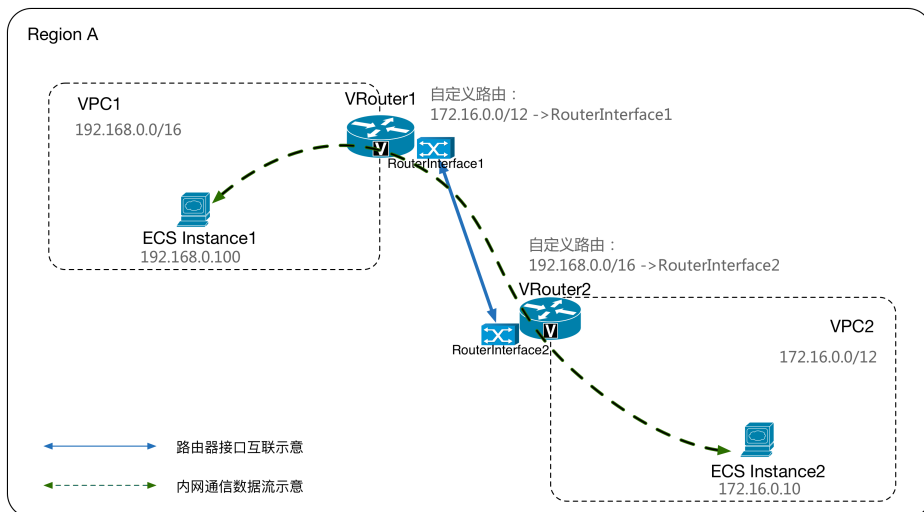 Region A
VPC1
192.168.0.0/16
VRouter1
自定义路由：
172.16.0.0/12 ->RouterInterface1
V
RouterInterface1
ECS Instance1
192.168.0.100
自定义路由：
192.168.0.0/16 ->RouterInterface2
VRouter2
V
RouterInterface2
VPC2
172.16.0.0/12
路由器接口互联示意
ECS Instance2
172.16.0.10
内网通信数据流示意